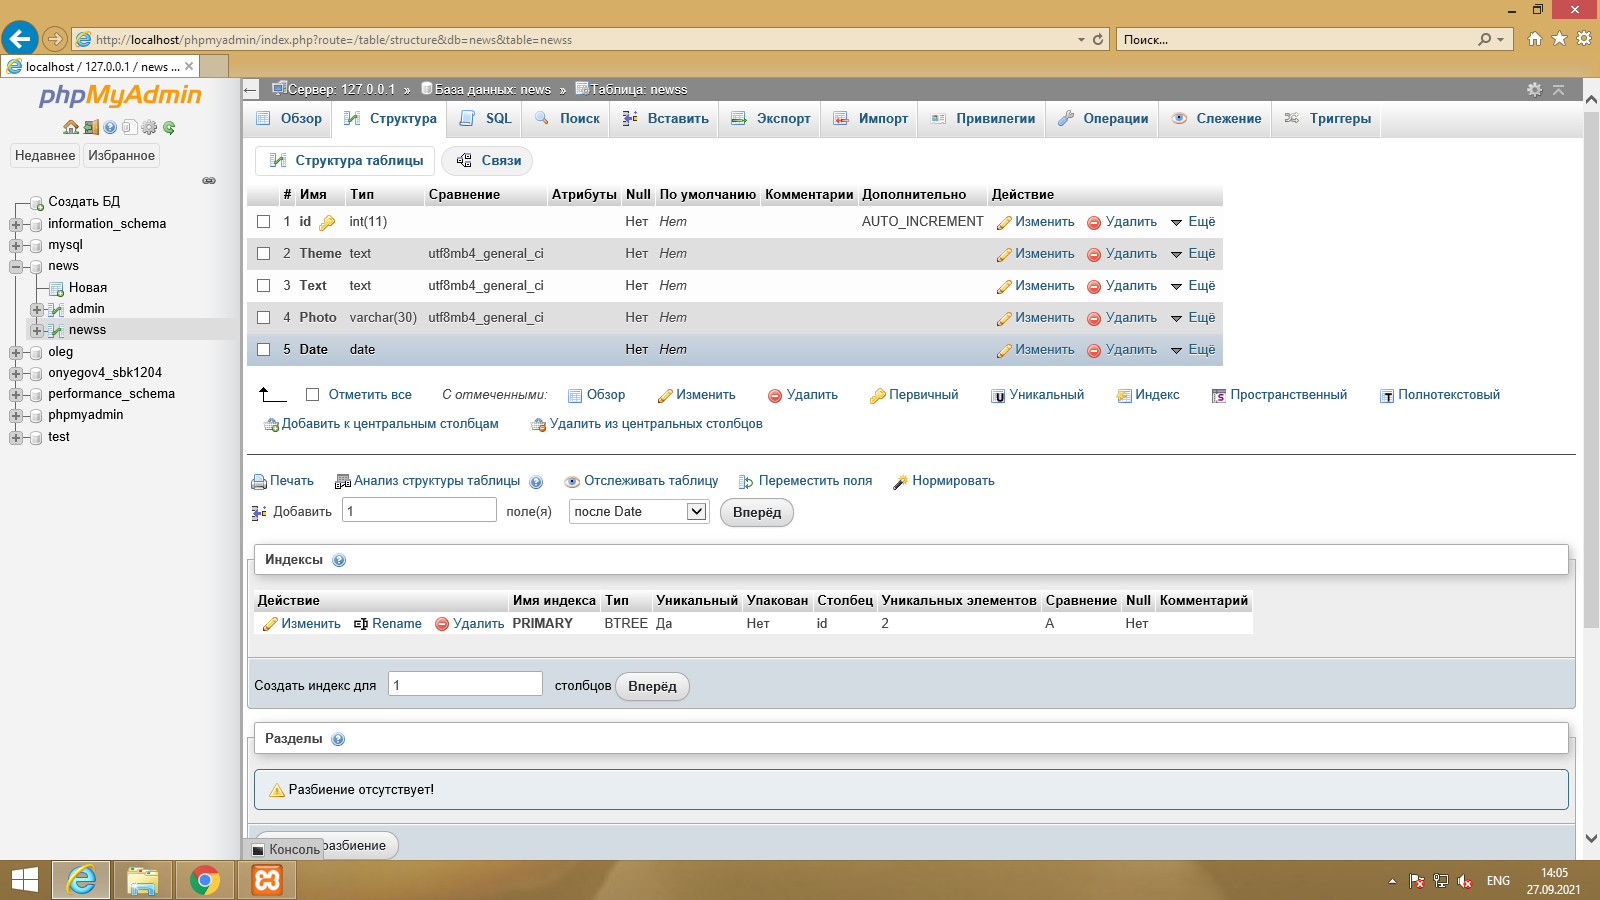 http://localhost/phpmyadmin/index.php?route=/table/structure&db=news&table=newss
Поиск...
localhost / 127.0.0.1 / news ...
phpMyAdmin
Недавнее Избранное
Создать БД
information_schema
mysql
news
Новая
admin
newss
oleg
onyegov4_sbk1204
performance_schema
phpmyadmin
test
Сервер: 127.0.0.1 » База данных: news » Таблица: newss
Обзор Структура SQL Поиск Вставить Экспорт Импорт Привилегии Операции Слежение Триггеры
Структура таблицы Связи
# Имя Тип Сравнение Атрибуты Null По умолчанию Комментарии Дополнительно Действие
1 id int(11) Нет Нет AUTO_INCREMENT Изменить Удалить Ещё
2 Theme text utf8mb4_general_ci Нет Нет Изменить Удалить Ещё
3 Text text utf8mb4_general_ci Нет Нет Изменить Удалить Ещё
4 Photo varchar(30) utf8mb4_general_ci Нет Нет Изменить Удалить Ещё
5 Date date Нет Нет Изменить Удалить Ещё
Отметить все С отмеченными: Обзор Изменить Удалить Первичный Уникальный Индекс Пространственный Полнотекстовый
Добавить к центральным столбцам Удалить из центральных столбцов
Печать Анализ структуры таблицы Отслеживать таблицу Переместить поля Нормировать
Добавить 1 поле(я) после Date Вперёд
Индексы
Действие Имя индекса Тип Уникальный Упакован Столбец Уникальных элементов Сравнение Null Комментарий
Изменить Rename Удалить PRIMARY BTREE Да Нет id 2 A Нет
Создать индекс для 1 столбцов Вперёд
Разделы
Разбиение отсутствует!
разбиение
Консоль
ENG
14:05
27.09.2021